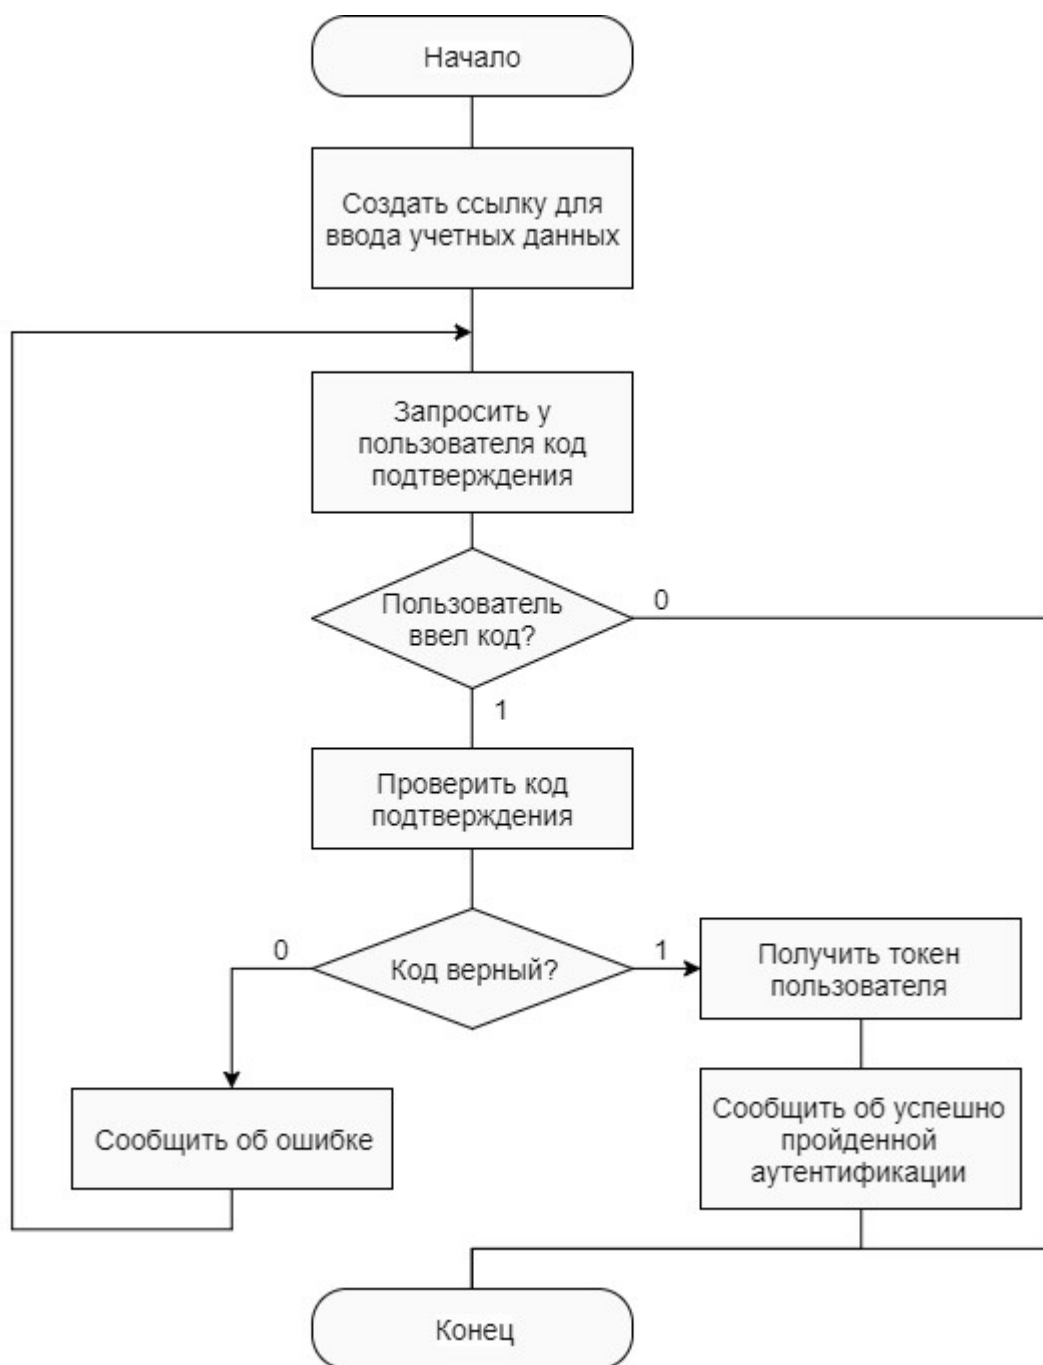 Начало
Создать ссылку для
ввода учетных данных
Запросить у
пользователя код
подтверждения
Пользователь
ввел код?
0
1
Проверить код
подтверждения
0
Код верный?
1
Получить токен
пользователя
Сообщить об ошибке
Сообщить об успешно
пройденной
аутентификации
Конец